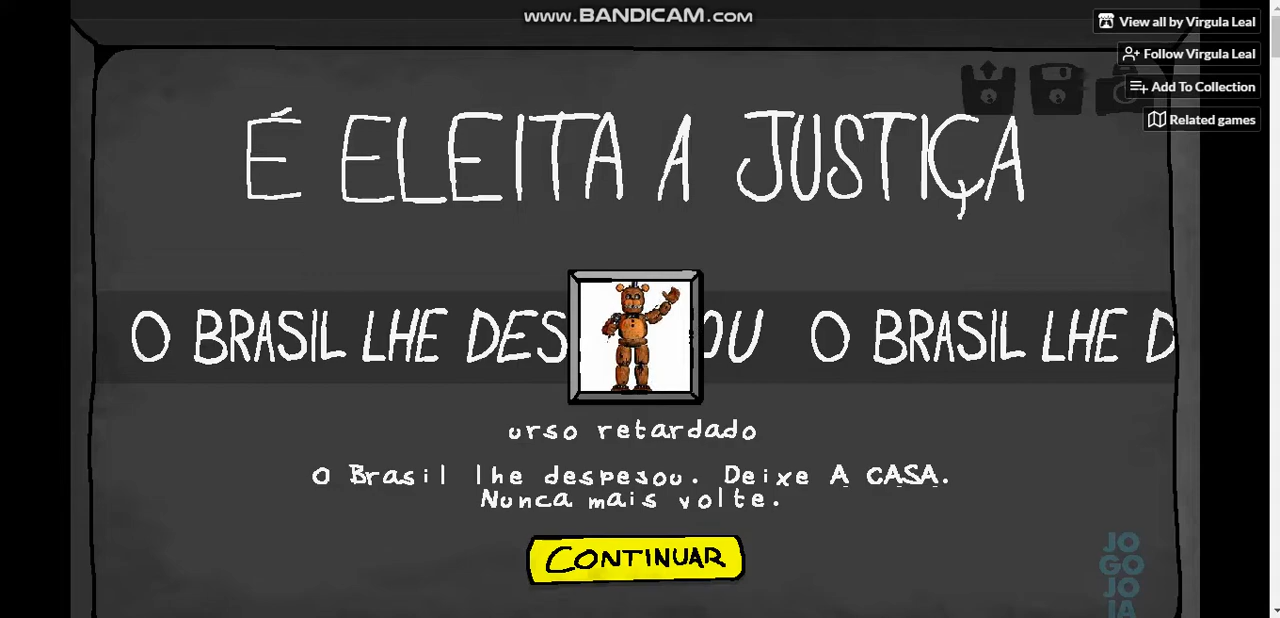 www.BANDICAM.com
View all by Virgula Leal
Follow Virgula Leal
Add To Collection
Related games
É ELEITA A JUSTIÇA
O BRASIL LHE DES OU O BRASIL LHE D
urso retardado
O Brasil lhe despejou. Deixe A CASA.
Nunca mais volte.
CONTINUAR
JO
GO
JO
IA